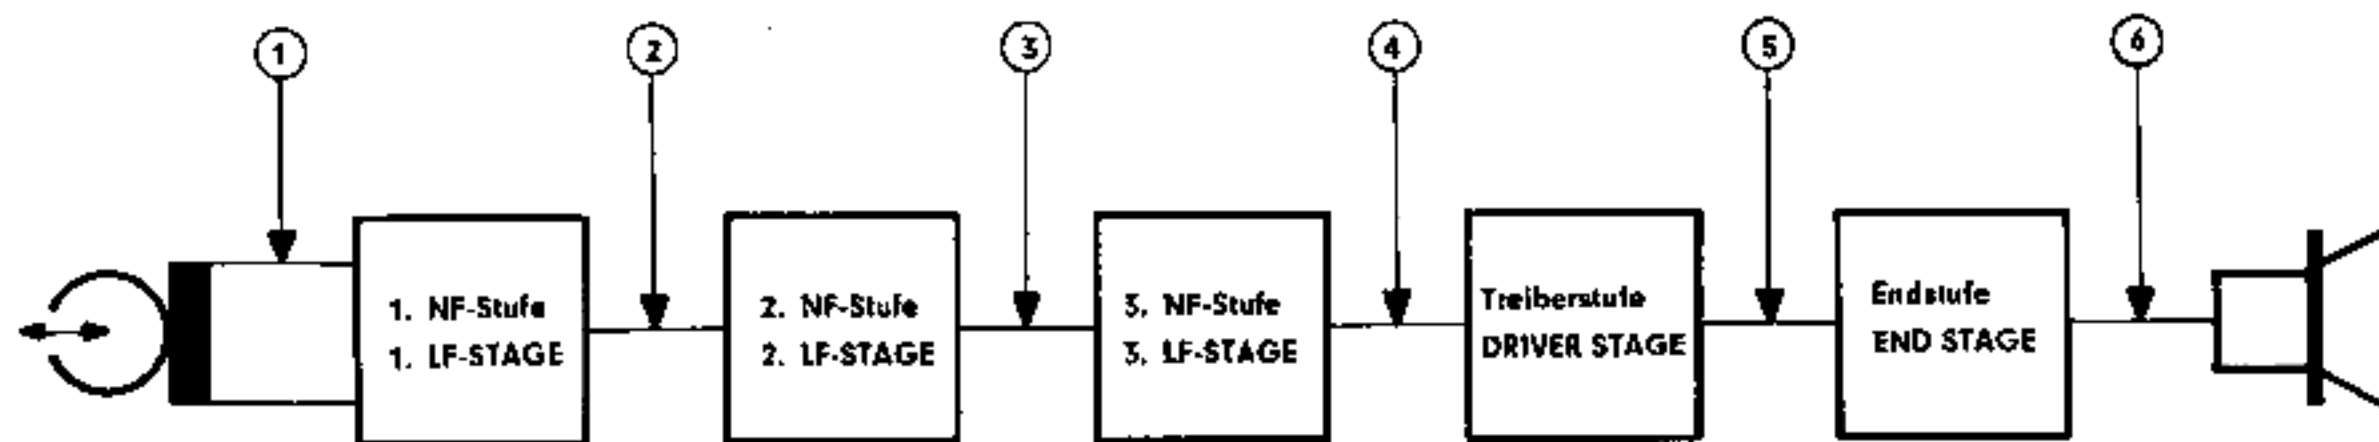 1
2
3
4
5
6
1. NF-Stufe
1. LF-STAGE
2. NF-Stufe
2. LF-STAGE
3. NF-Stufe
3. LF-STAGE
Treiberstufe
DRIVER STAGE
Endstufe
END STAGE